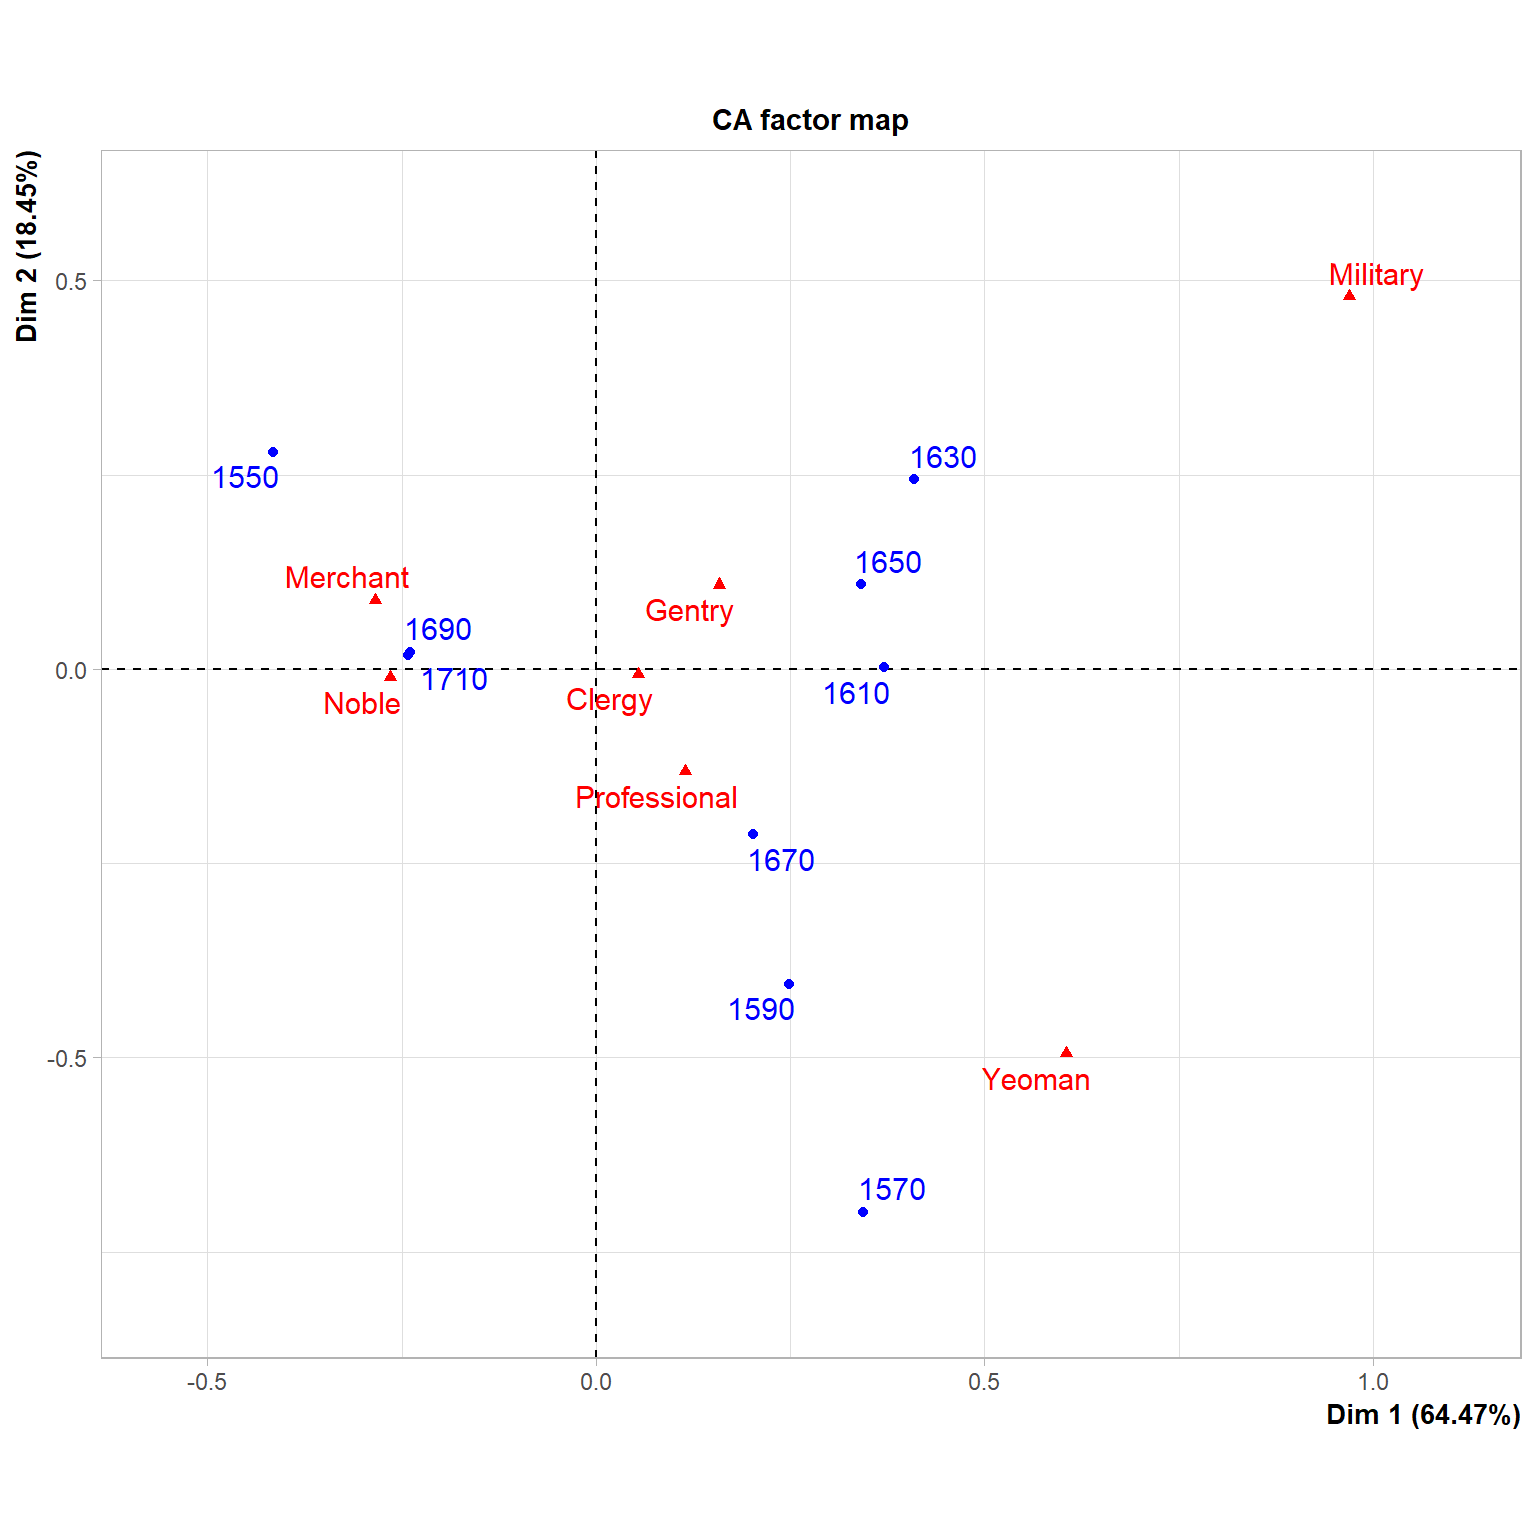 CA factor map
Dim 2 (18.45%)
0.5
0.0
-0.5
Military
1630
1550
1650
Merchant
Gentry
1690
1710
1610
Noble
Clergy
Professional
1670
1590
Yeoman
1570
-0.5
0.0
0.5
1.0
Dim 1 (64.47%)